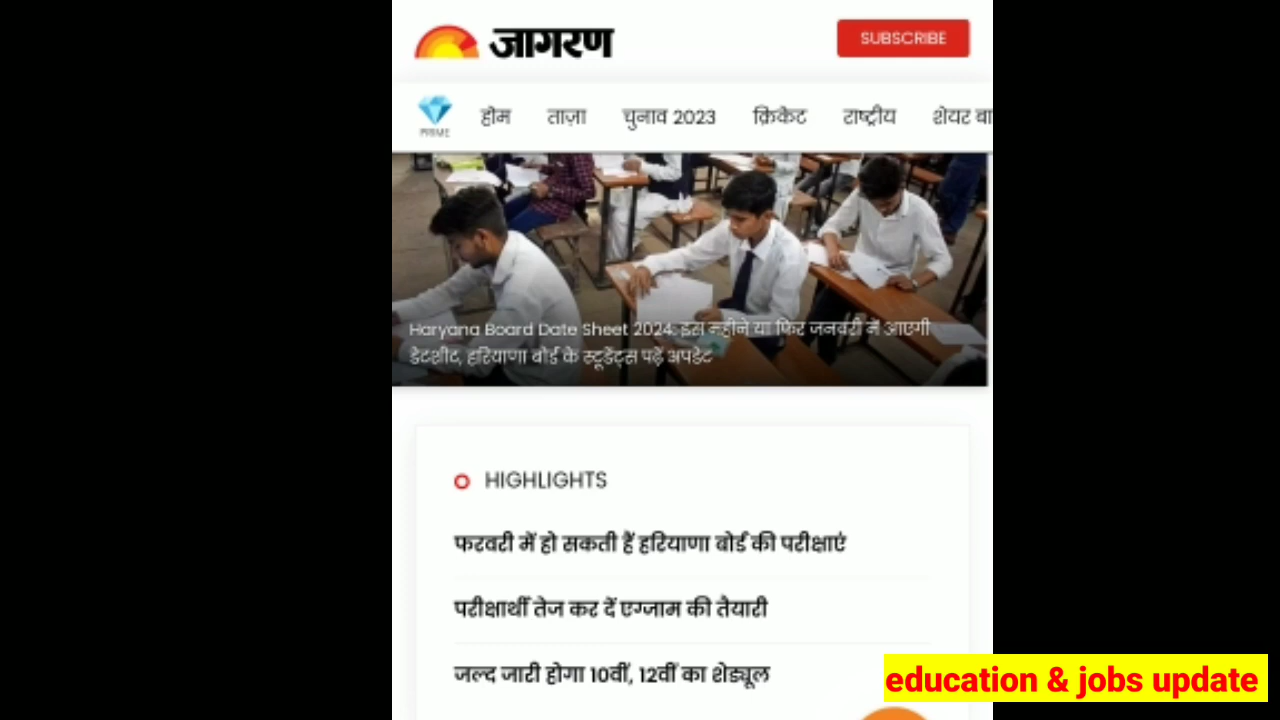 जागरण
SUBSCRIBE
PRIME
होम ताज़ा चुनाव 2023 क्रिकेट राष्ट्रीय शेयर बा
Haryana Board Date Sheet 2024: इस महीने या फिर जनवरी में आएगी
डेटशीट, हरियाणा बोर्ड के स्टूडेंट्स पढ़ें अपडेट
HIGHLIGHTS
फरवरी में हो सकती हैं हरियाणा बोर्ड की परीक्षाएं
परीक्षार्थी तेज कर दें एग्जाम की तैयारी
जल्द जारी होगा 10वीं, 12वीं का शेड्यूल
education & jobs update